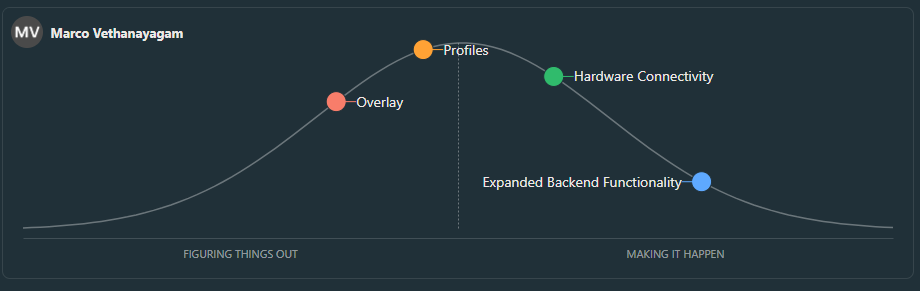 MV Marco Vethanayagam
Profiles
Hardware Connectivity
Overlay
Expanded Backend Functionality
FIGURING THINGS OUT
MAKING IT HAPPEN